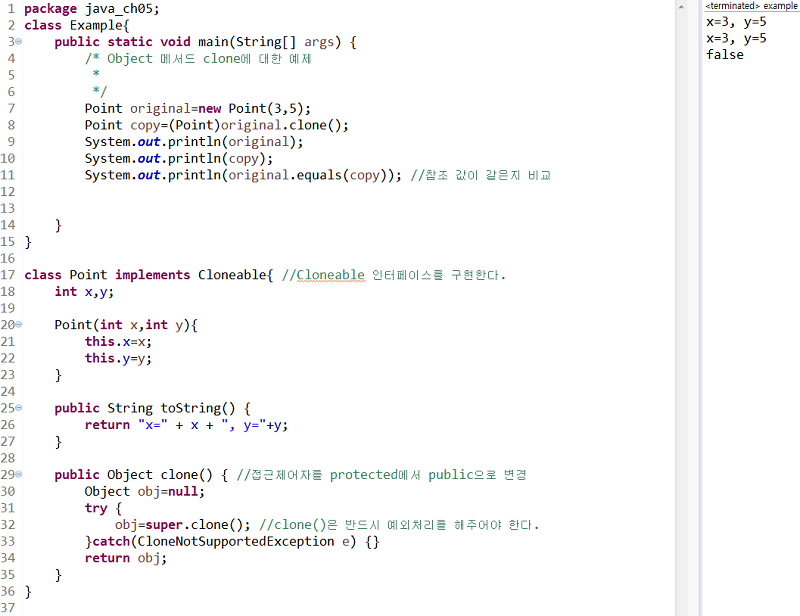 1 package java_ch05;
2 class Example{
3 public static void main(String[] args) {
4 /* Object 메서드 clone에 대한 예제
5 *
6 */
7 Point original=new Point(3,5);
8 Point copy=(Point)original.clone();
9 System.out.println(original);
10 System.out.println(copy);
11 System.out.println(original.equals(copy)); //참조 값이 같은지 비교
12
13
14 }
15 }
16
17 class Point implements Cloneable{ //Cloneable 인터페이스를 구현한다.
18 int x,y;
19
20 Point(int x,int y){
21 this.x=x;
22 this.y=y;
23 }
24
25 public String toString() {
26 return "x=" + x + ", y="+y;
27 }
28
29 public Object clone() { //접근제어자를 protected에서 public으로 변경
30 Object obj=null;
31 try {
32 obj=super.clone(); //clone()은 반드시 예외처리를 해주어야 한다.
33 }catch(CloneNotSupportedException e) {}
34 return obj;
35 }
36 }
37
<terminated> example
x=3, y=5
x=3, y=5
false